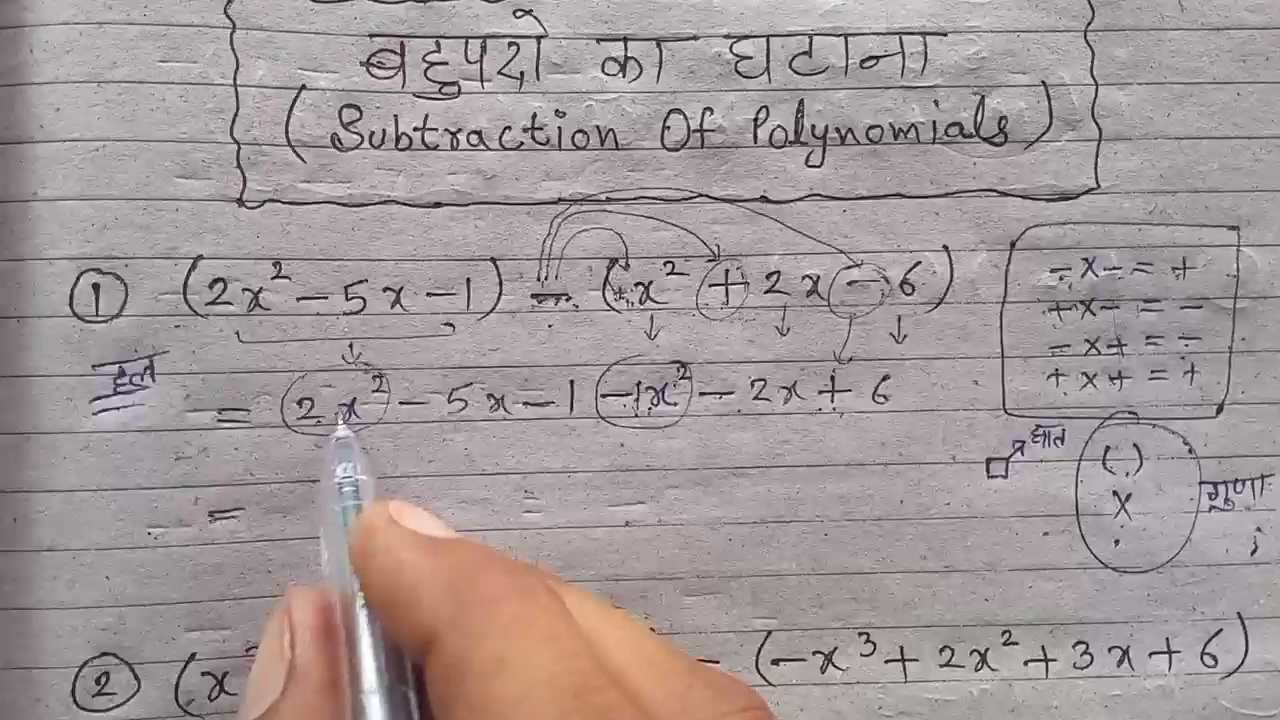 बहुपदो का घटाना
(Subtraction Of Polynomials)
① (2x² - 5x - 1) - (+x² + 2x - 6)
हल
= 2x² - 5x - 1 - 1x² - 2x + 6
=
- x - = +
+ x - = -
- x + = -
+ x + = +
घात
( )
X
.
गुणा
;
② (x - (-x³ + 2x² + 3x + 6)